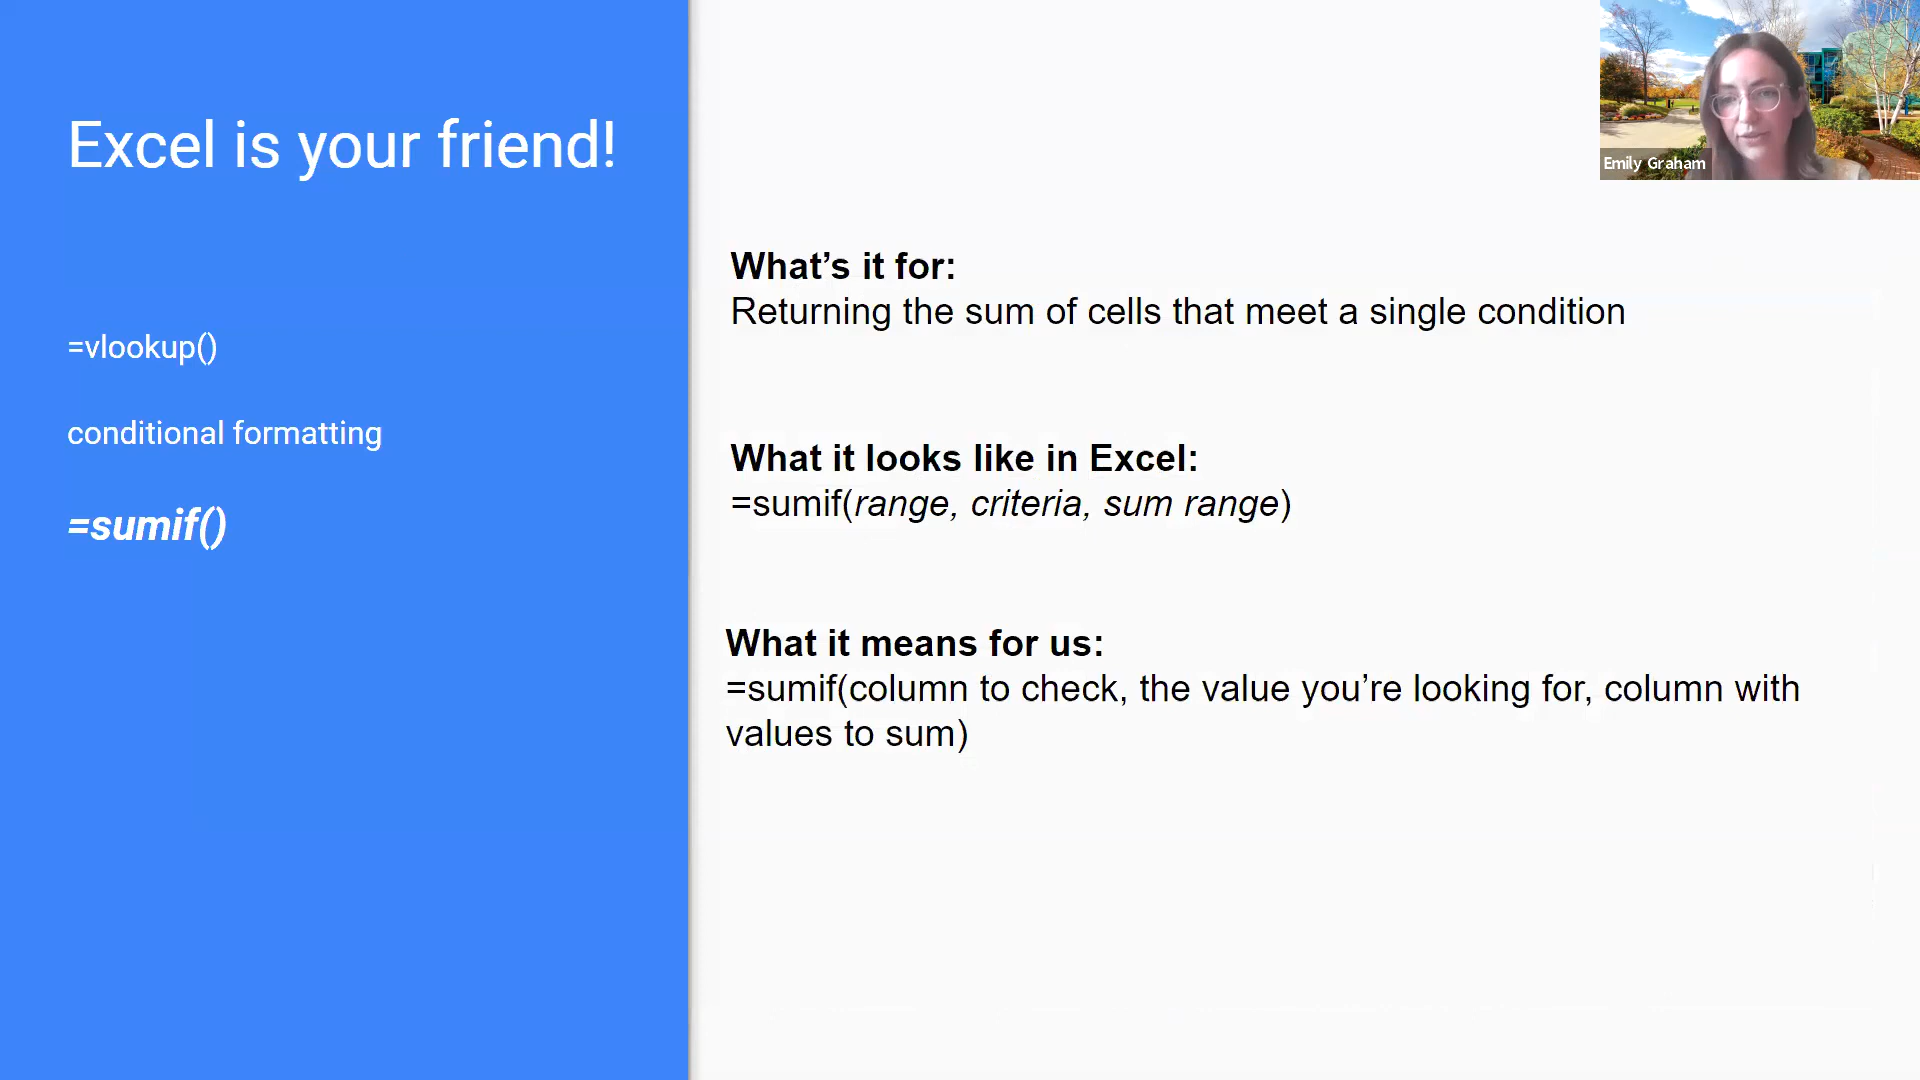 Excel is your friend!
=vlookup()
conditional formatting
=sumif()
Emily Graham
What’s it for:
Returning the sum of cells that meet a single condition
What it looks like in Excel:
=sumif(range, criteria, sum range)
What it means for us:
=sumif(column to check, the value you’re looking for, column with
values to sum)